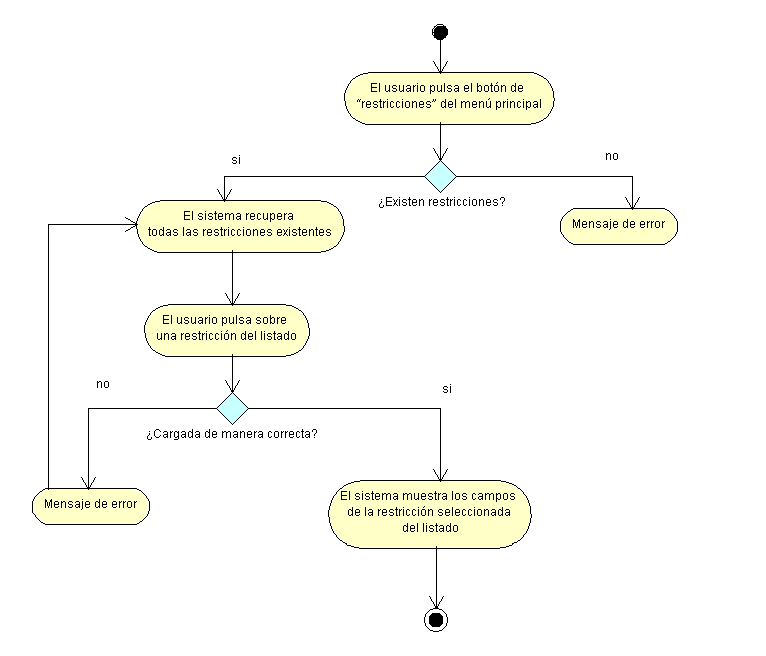 El usuario pulsa el botón de
"restricciones" del menú principal
si
no
¿Existen restricciones?
El sistema recupera
todas las restricciones existentes
Mensaje de error
El usuario pulsa sobre
una restricción del listado
no
si
¿Cargada de manera correcta?
Mensaje de error
El sistema muestra los campos
de la restricción seleccionada
del listado